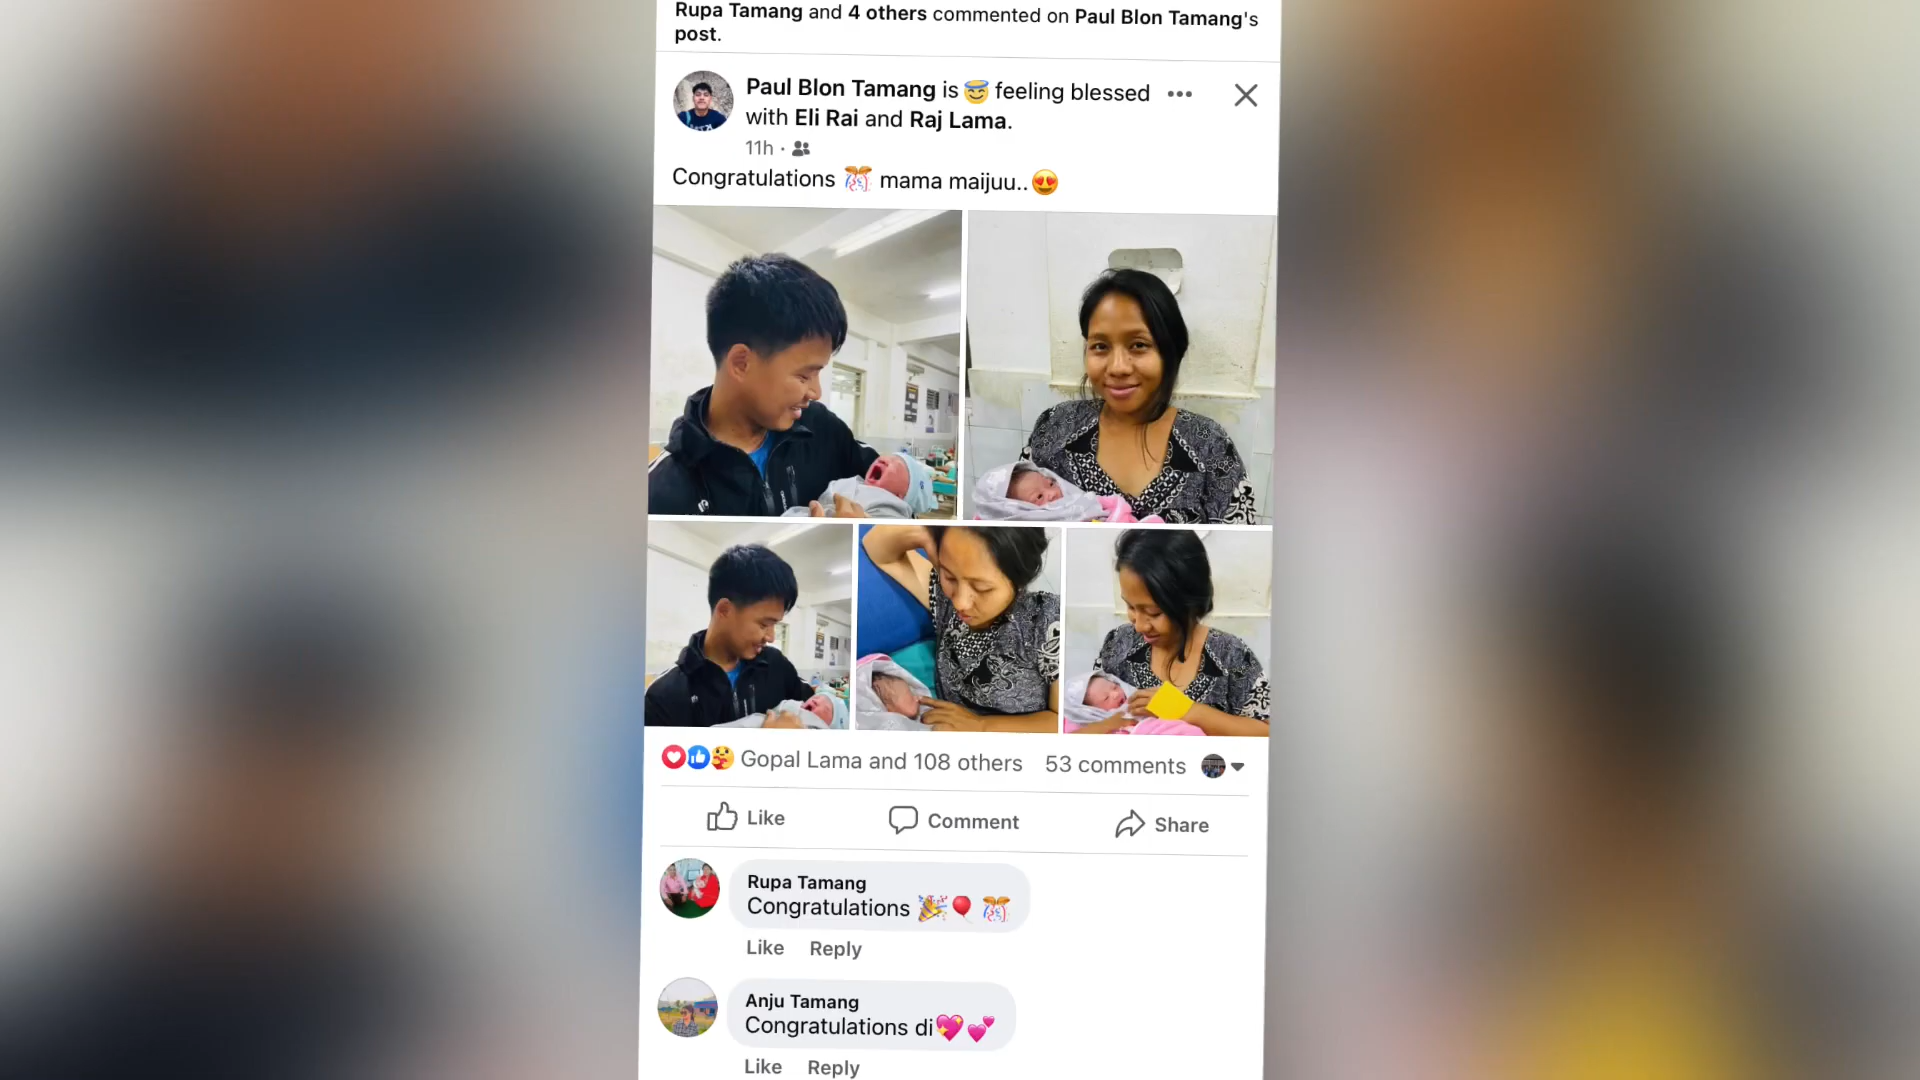 Rupa Tamang and 4 others commented on Paul Blon Tamang's
post.
Paul Blon Tamang is 😇 feeling blessed
with Eli Rai and Raj Lama.
11h ·
Congratulations 🎊 mama maijuu..😍
Gopal Lama and 108 others 53 comments
Like Comment Share
Rupa Tamang
Congratulations 🎉🎈🎊
Like Reply
Anju Tamang
Congratulations di💖💕
Like Reply